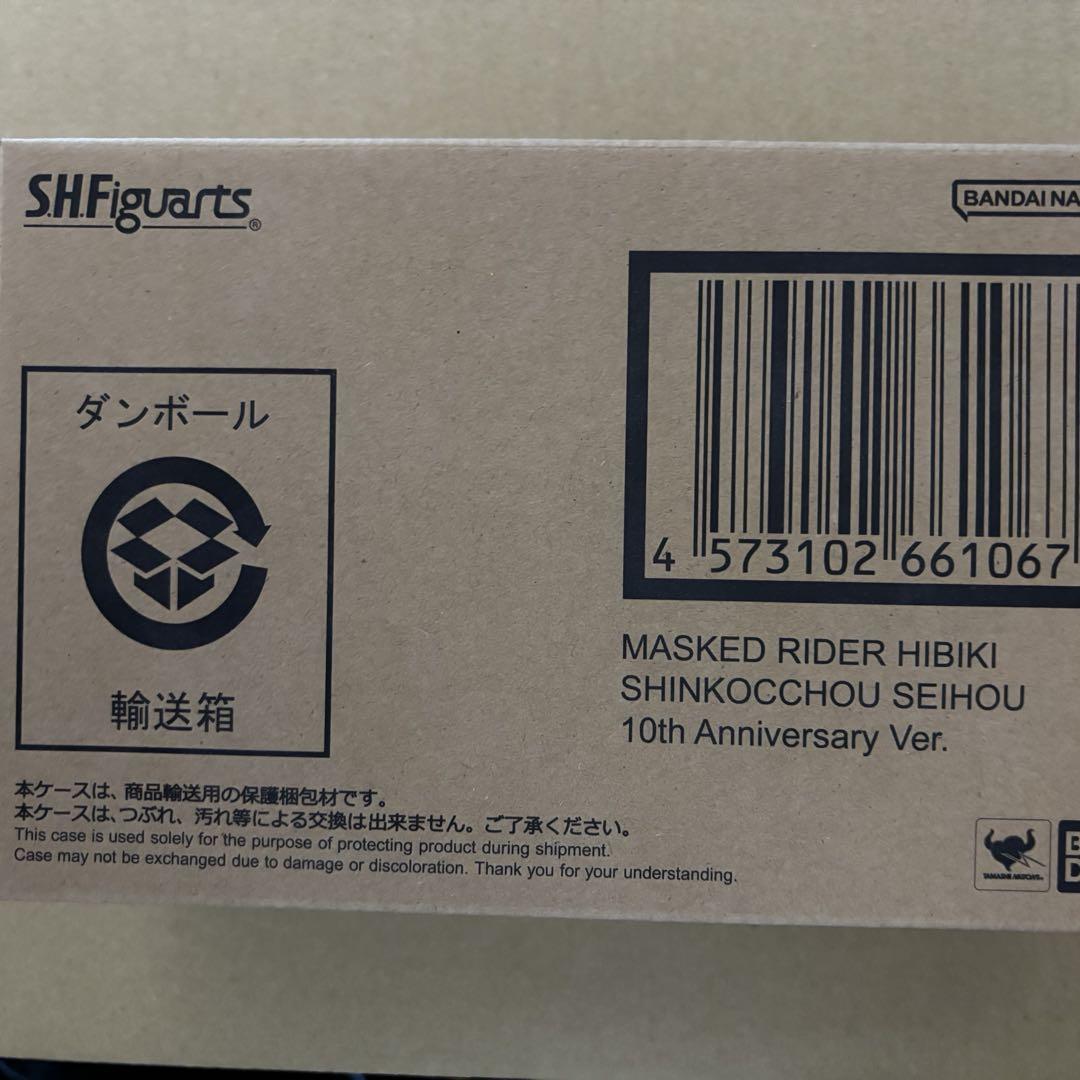 S.H.Figuarts®
BANDAI NA
ダンボール
輸送箱
4 573102 661067
MASKED RIDER HIBIKI
SHINKOCCHOU SEIHOU
10th Anniversary Ver.
本ケースは、商品輸送用の保護梱包材です。
本ケースは、つぶれ、汚れ等による交換は出来ません。ご了承ください。
This case is used solely for the purpose of protecting product during shipment.
Case may not be exchanged due to damage or discoloration. Thank you for your understanding.
TAMASHII NATIONS